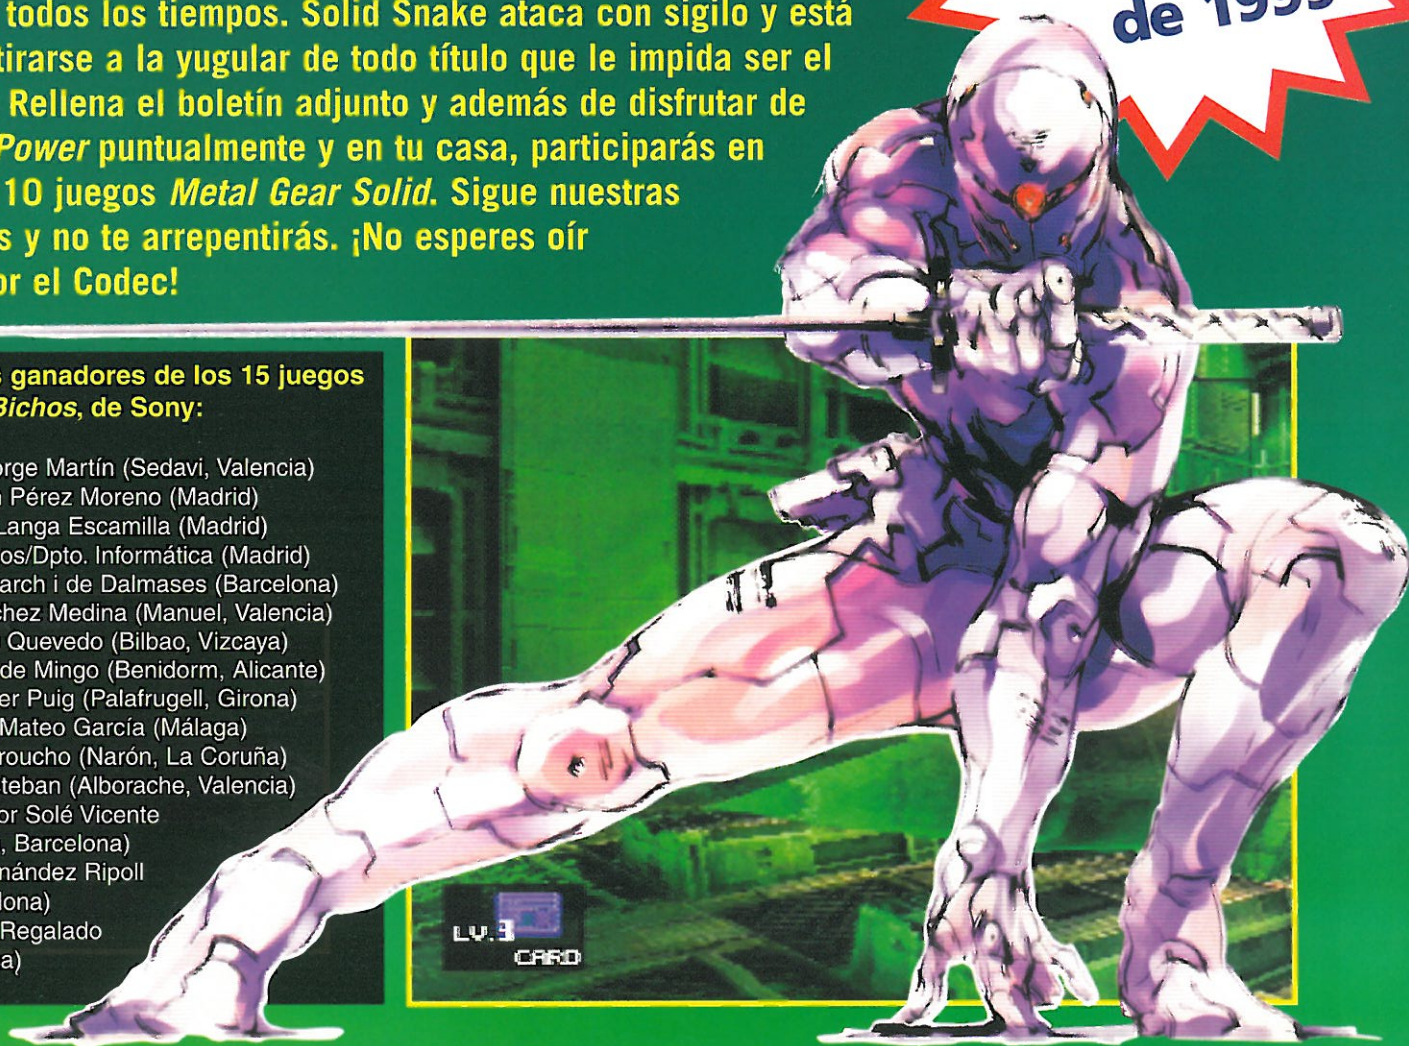 todos los tiempos. Solid Snake ataca con sigilo y está
tirarse a la yugular de todo título que le impida ser el
Rellena el boletín adjunto y además de disfrutar de
Power puntualmente y en tu casa, participarás en
10 juegos Metal Gear Solid. Sigue nuestras
s y no te arrepentirás. ¡No esperes oír
or el Codec!
de 1999
s ganadores de los 15 juegos
Bichos, de Sony:
orge Martín (Sedavi, Valencia)
n Pérez Moreno (Madrid)
Langa Escamilla (Madrid)
os/Dpto. Informática (Madrid)
arch i de Dalmases (Barcelona)
chez Medina (Manuel, Valencia)
Quevedo (Bilbao, Vizcaya)
de Mingo (Benidorm, Alicante)
er Puig (Palafrugell, Girona)
Mateo García (Málaga)
roucho (Narón, La Coruña)
steban (Alborache, Valencia)
or Solé Vicente
, Barcelona)
nández Ripoll
lona)
Regalado
a)
LV.3
CARD